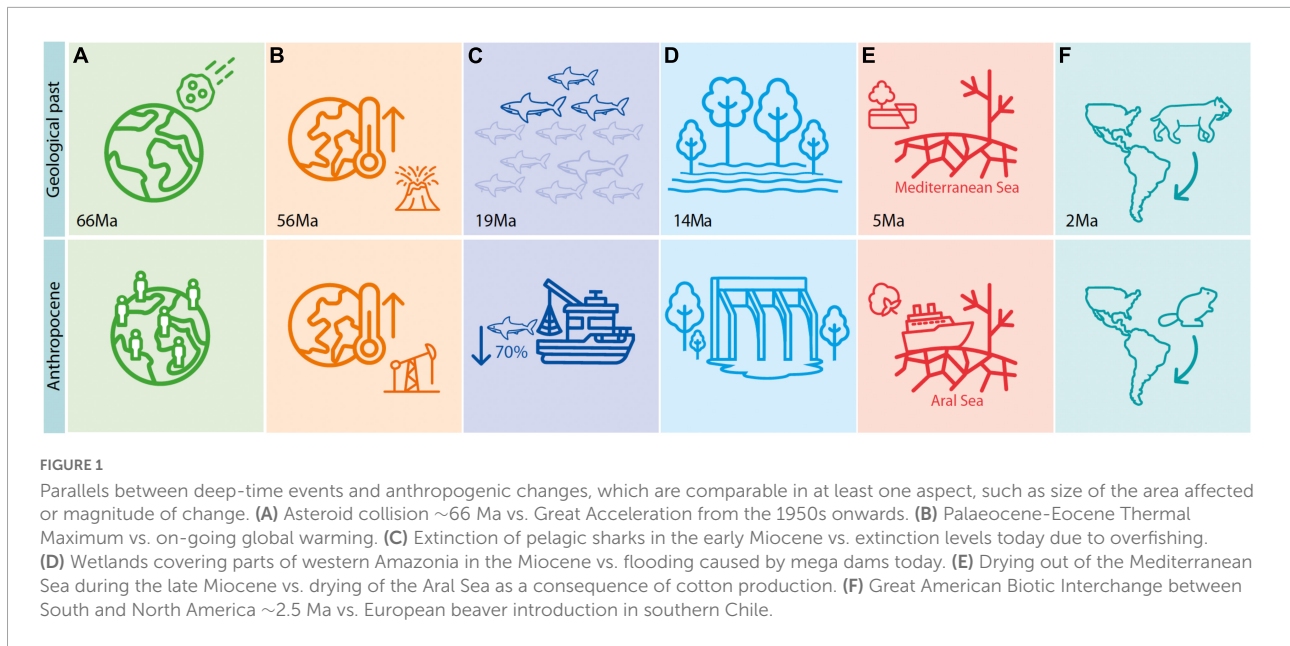 Geological past
A
66Ma
B
56Ma
C
19Ma
D
14Ma
E
Mediterranean Sea
5Ma
F
2Ma
Anthropocene
70%
Aral Sea
FIGURE 1
Parallels between deep-time events and anthropogenic changes, which are comparable in at least one aspect, such as size of the area affected
or magnitude of change. (A) Asteroid collision ∼66 Ma vs. Great Acceleration from the 1950s onwards. (B) Palaeocene-Eocene Thermal
Maximum vs. on-going global warming. (C) Extinction of pelagic sharks in the early Miocene vs. extinction levels today due to overfishing.
(D) Wetlands covering parts of western Amazonia in the Miocene vs. flooding caused by mega dams today. (E) Drying out of the Mediterranean
Sea during the late Miocene vs. drying of the Aral Sea as a consequence of cotton production. (F) Great American Biotic Interchange between
South and North America ∼2.5 Ma vs. European beaver introduction in southern Chile.